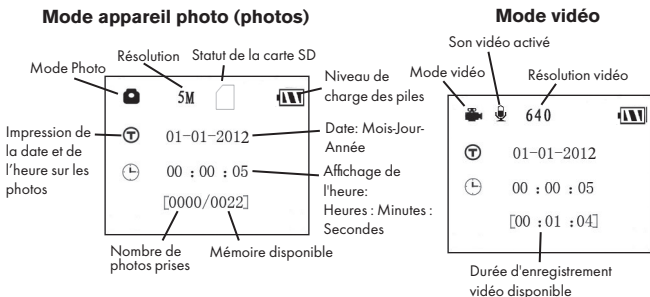 Mode appareil photo (photos)
Mode Photo
Résolution
Statut de la carte SD
5M
Niveau de
charge des piles
Impression de
la date et de
l'heure sur les
photos
T
01-01-2012
Date: Mois-Jour-
Année
00 : 00 : 05
Affichage de
l'heure:
Heures : Minutes :
Secondes
[0000/0022]
Nombre de
photos prises
Mémoire disponible
Mode vidéo
Son vidéo activé
Mode vidéo
Résolution vidéo
640
T
01-01-2012
00 : 00 : 05
[00 :01 :04]
Durée d'enregistrement
vidéo disponible